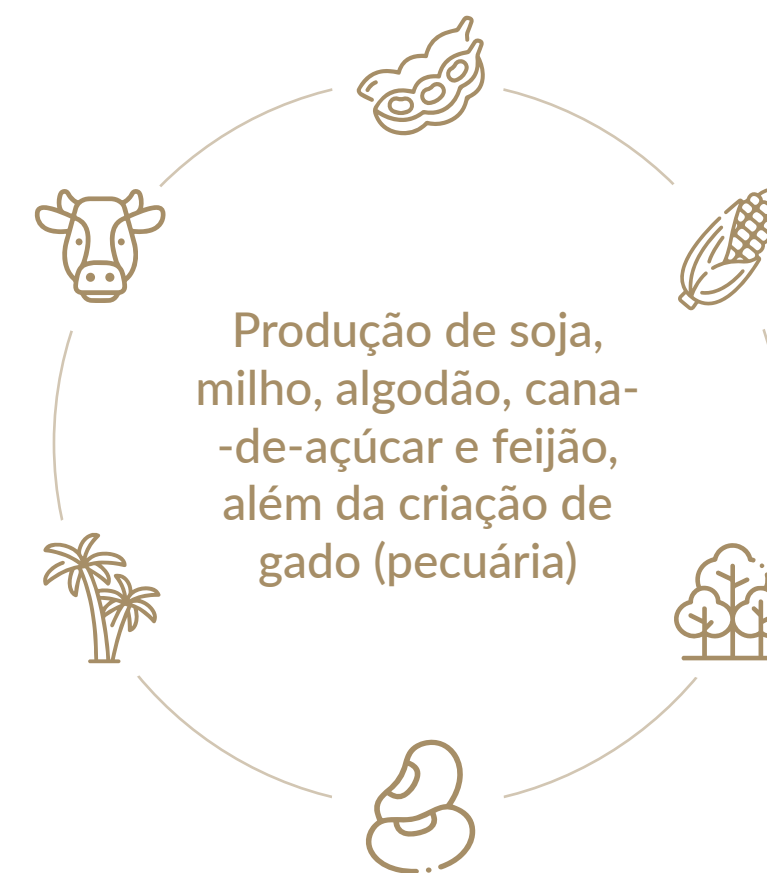 Produção de soja,
milho, algodão, cana-
-de-açúcar e feijão,
além da criação de
gado (pecuária)